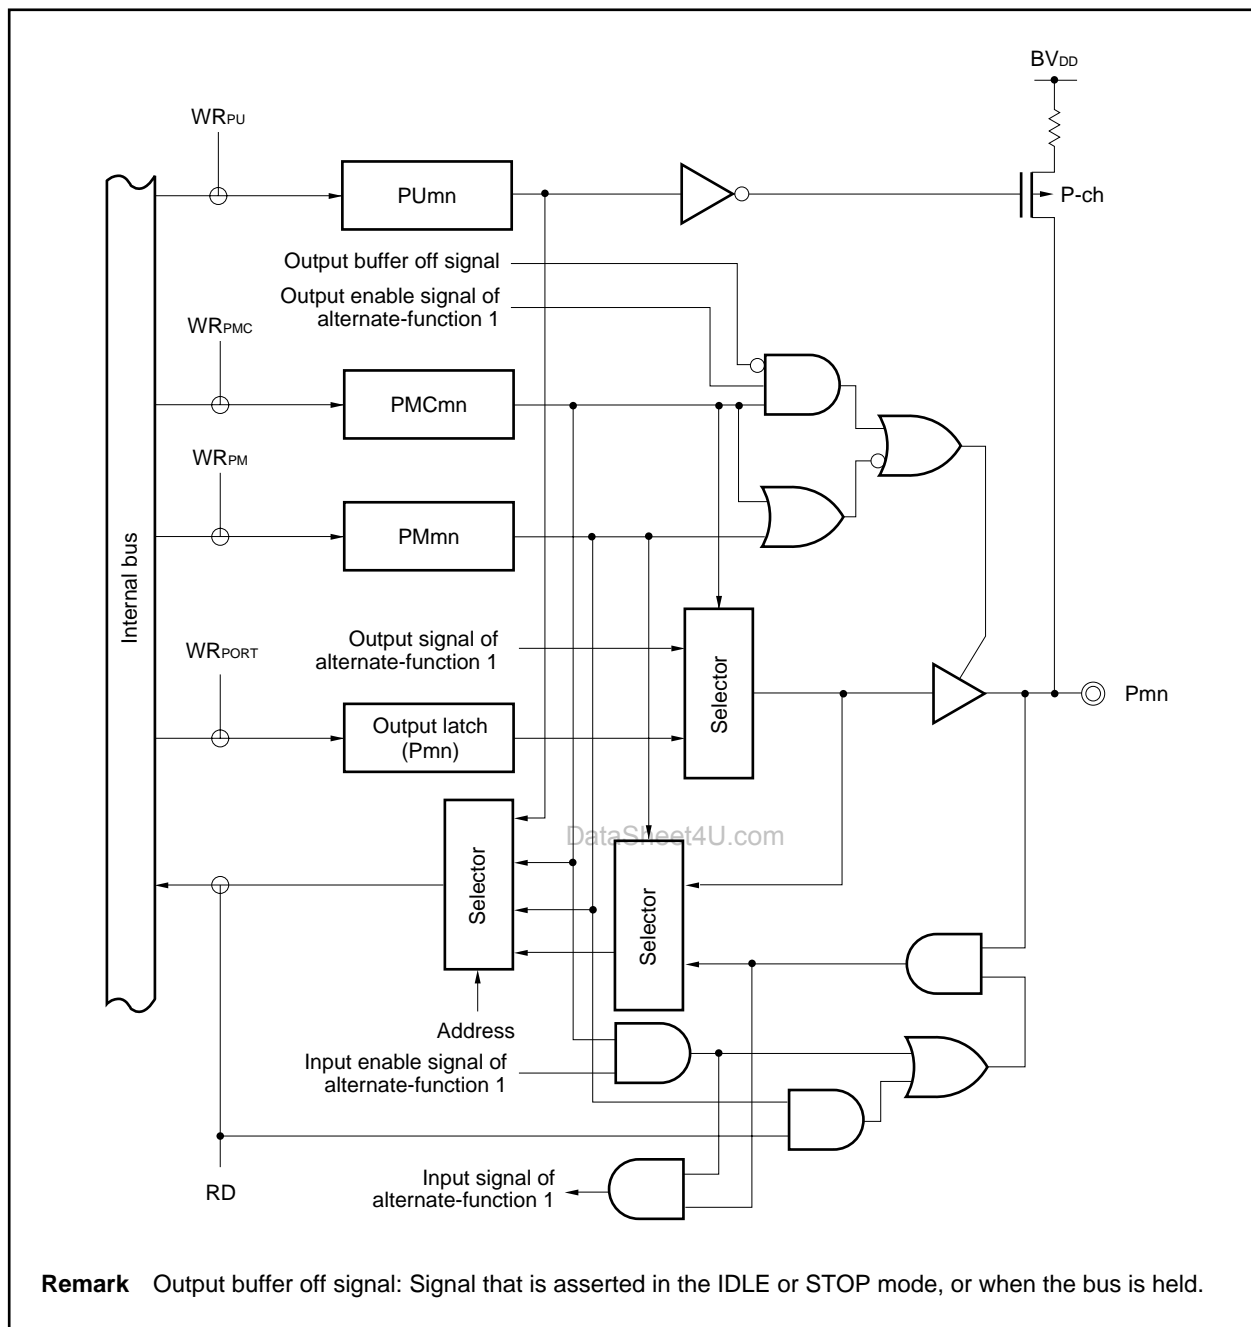 BVDD
WRPU
PUmn
P-ch
Output buffer off signal
Output enable signal of
alternate-function 1
WRPMC
PMCmn
WRPM
PMmn
Internal bus
Output signal of
alternate-function 1
WRPORT
Selector
Pmn
Output latch
(Pmn)
DataSheet4U.com
Selector
Selector
Address
Input enable signal of
alternate-function 1
RD
Input signal of
alternate-function 1
Remark Output buffer off signal: Signal that is asserted in the IDLE or STOP mode, or when the bus is held.